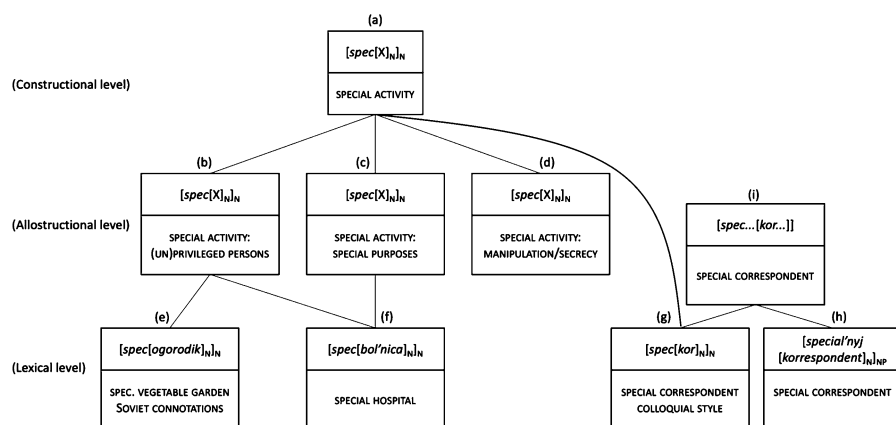 (a)
[spec[X]N]N
(Constructional level)
SPECIAL ACTIVITY
(b)
(c)
(d)
[spec[X]N]N
[spec[X]N]N
[spec[X]N]N
(i)
[spec...[kor...]]
(Allostructional level)
SPECIAL ACTIVITY:
(UN)PRIVILEGED PERSONS
SPECIAL ACTIVITY:
SPECIAL PURPOSES
SPECIAL ACTIVITY:
MANIPULATION/SECRECY
SPECIAL CORRESPONDENT
(e)
(f)
(g)
(h)
[spec[ogorodik]N]N
[spec[bol'nica]N]N
[spec[kor]N]N
[special'nyj
[korrespondent]N]NP
(Lexical level)
SPEC. VEGETABLE GARDEN
SOVIET CONNOTATIONS
SPECIAL HOSPITAL
SPECIAL CORRESPONDENT
COLLOQUIAL STYLE
SPECIAL CORRESPONDENT